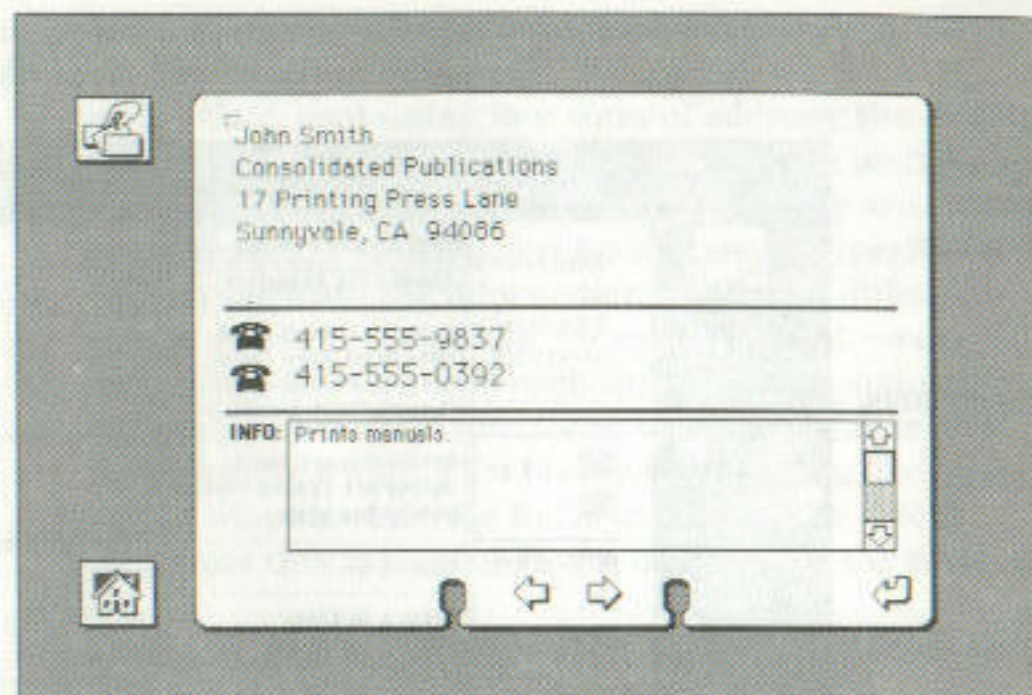 John Smith
Consolidated Publications
17 Printing Press Lane
Sunnyvale, CA 94086
415-555-9837
415-555-0392
INFO: Prints manuals.